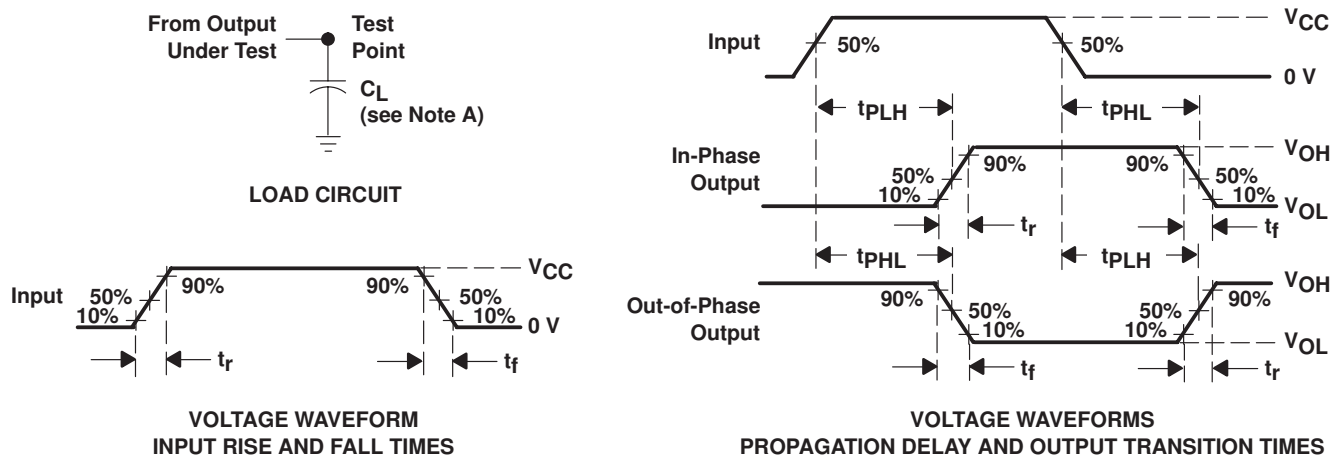 From Output
Under Test
Test
Point
CL
(see Note A)
LOAD CIRCUIT
Input
50%
10%
90%
90%
50%
10%
VCC
0 V
tr
tf
VOLTAGE WAVEFORM
INPUT RISE AND FALL TIMES
Input
50%
50%
VCC
0 V
tPLH
tPHL
In-Phase
Output
50%
10%
90%
90%
50%
10%
VOH
VOL
tr
tf
tPHL
tPLH
Out-of-Phase
Output
90%
50%
10%
50%
10%
90%
VOH
VOL
tf
tr
VOLTAGE WAVEFORMS
PROPAGATION DELAY AND OUTPUT TRANSITION TIMES